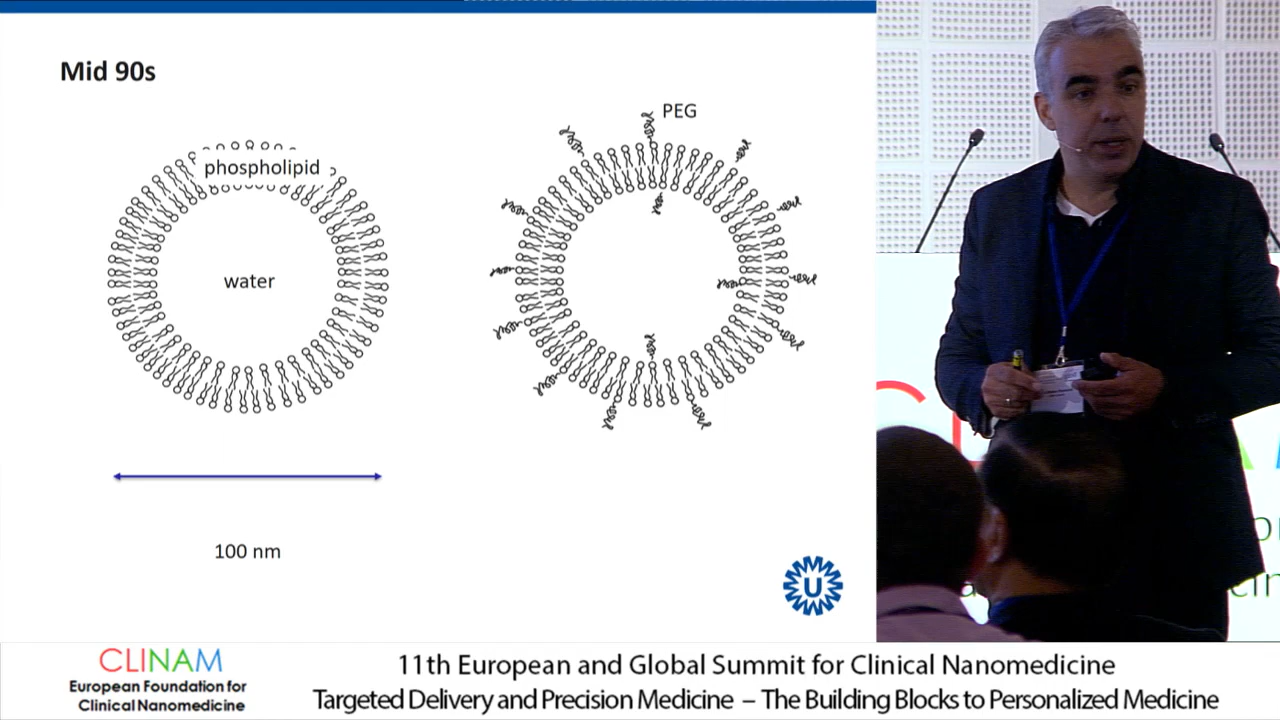 Mid 90s
phospholipid
water
PEG
100 nm
U
CLINAM
European Foundation for
Clinical Nanomedicine
11th European and Global Summit for Clinical Nanomedicine
Targeted Delivery and Precision Medicine – The Building Blocks to Personalized Medicine